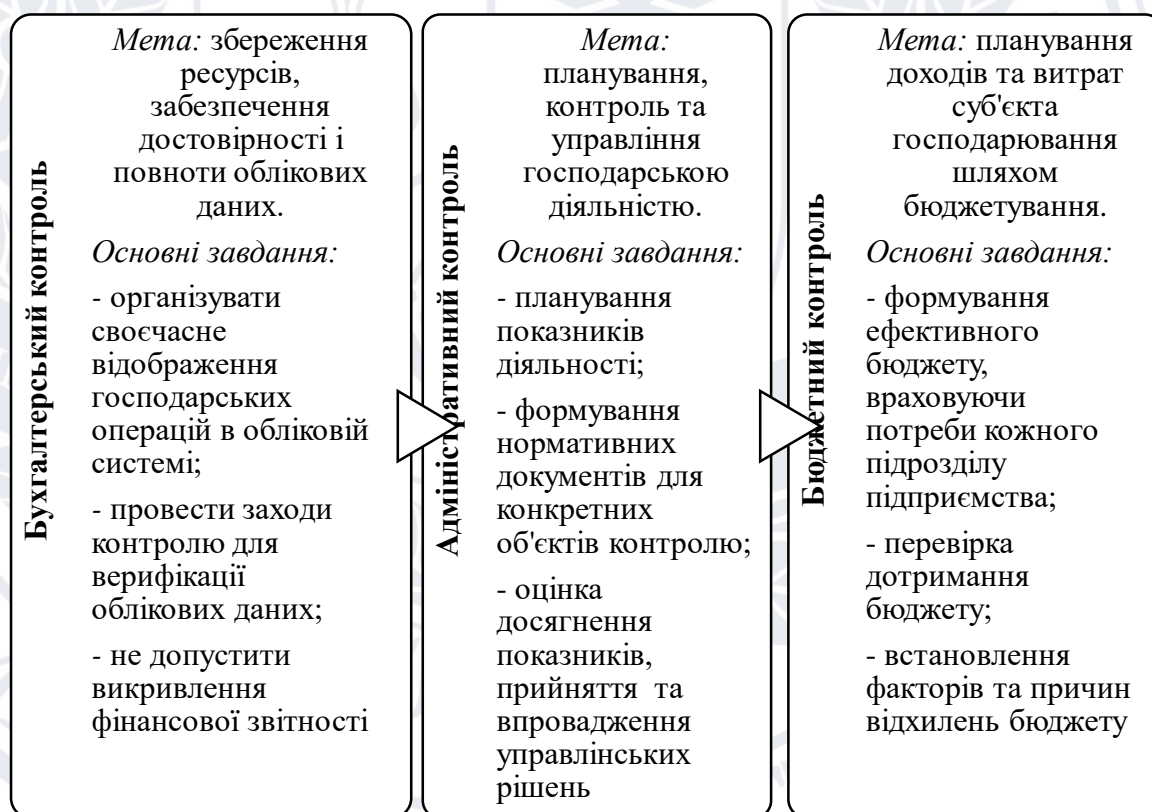 Бухгалтерський контроль
Мета: збереження
ресурсів,
забезпечення
достовірності і
повноти облікових
даних.
Основні завдання:
- організувати
своєчасне
відображення
господарських
операцій в обліковій
системі;
- провести заходи
контролю для
верифікації
облікових даних;
- не допустити
викривлення
фінансової звітності
Адміністративний контроль
Мета:
планування,
контроль та
управління
господарською
діяльністю.
Основні завдання:
- планування
показників
діяльності;
- формування
нормативних
документів для
конкретних
об'єктів контролю;
- оцінка
досягнення
показників,
прийняття та
впровадження
управлінських
рішень
Бюджетний контроль
Мета: планування
доходів та витрат
суб'єкта
господарювання
шляхом
бюджетування.
Основні завдання:
- формування
ефективного
бюджету,
враховуючи
потреби кожного
підрозділу
підприємства;
- перевірка
дотримання
бюджету;
- встановлення
факторів та причин
відхилень бюджету